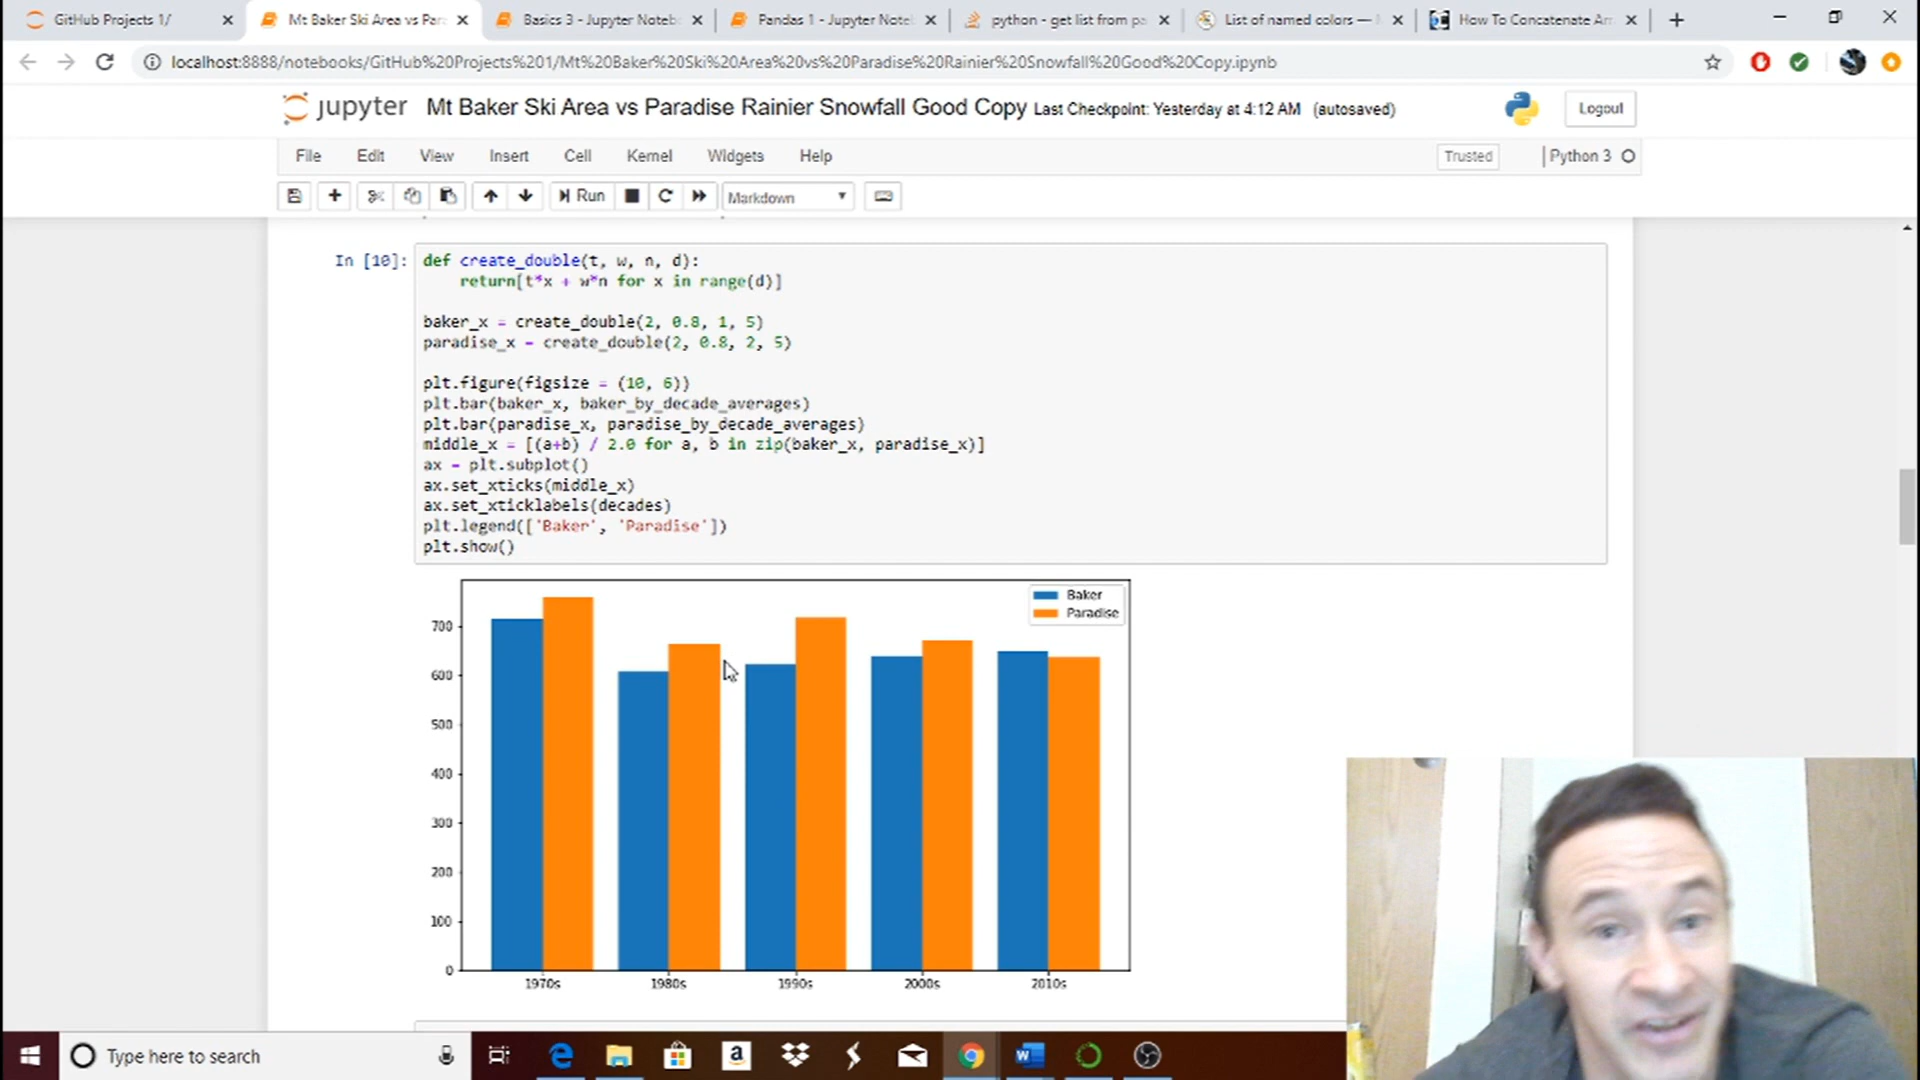 GitHub Projects 1/
Mt Baker Ski Area vs Par
Basics 3 - Jupyter Noteb
Pandas 1 - Jupyter Note
python - get list from pa
List of named colors —
How To Concatenate Arr
localhost:8888/notebooks/GitHub%20Projects%201/Mt%20Baker%20Ski%20Area%20vs%20Paradise%20Rainier%20Snowfall%20Good%20Copy.ipynb
jupyter Mt Baker Ski Area vs Paradise Rainier Snowfall Good Copy Last Checkpoint: Yesterday at 4:12 AM (autosaved)
Logout
File Edit View Insert Cell Kernel Widgets Help
Trusted
Python 3
Run
Markdown
In [10]:
def create_double(t, w, n, d):
return[t*x + w*n for x in range(d)]
baker_x = create_double(2, 0.8, 1, 5)
paradise_x = create_double(2, 0.8, 2, 5)
plt.figure(figsize = (10, 6))
plt.bar(baker_x, baker_by_decade_averages)
plt.bar(paradise_x, paradise_by_decade_averages)
middle_x = [(a+b) / 2.0 for a, b in zip(baker_x, paradise_x)]
ax = plt.subplot()
ax.set_xticks(middle_x)
ax.set_xticklabels(decades)
plt.legend(['Baker', 'Paradise'])
plt.show()
Baker
Paradise
700
600
500
400
300
200
100
0
1970s 1980s 1990s 2000s 2010s
Type here to search